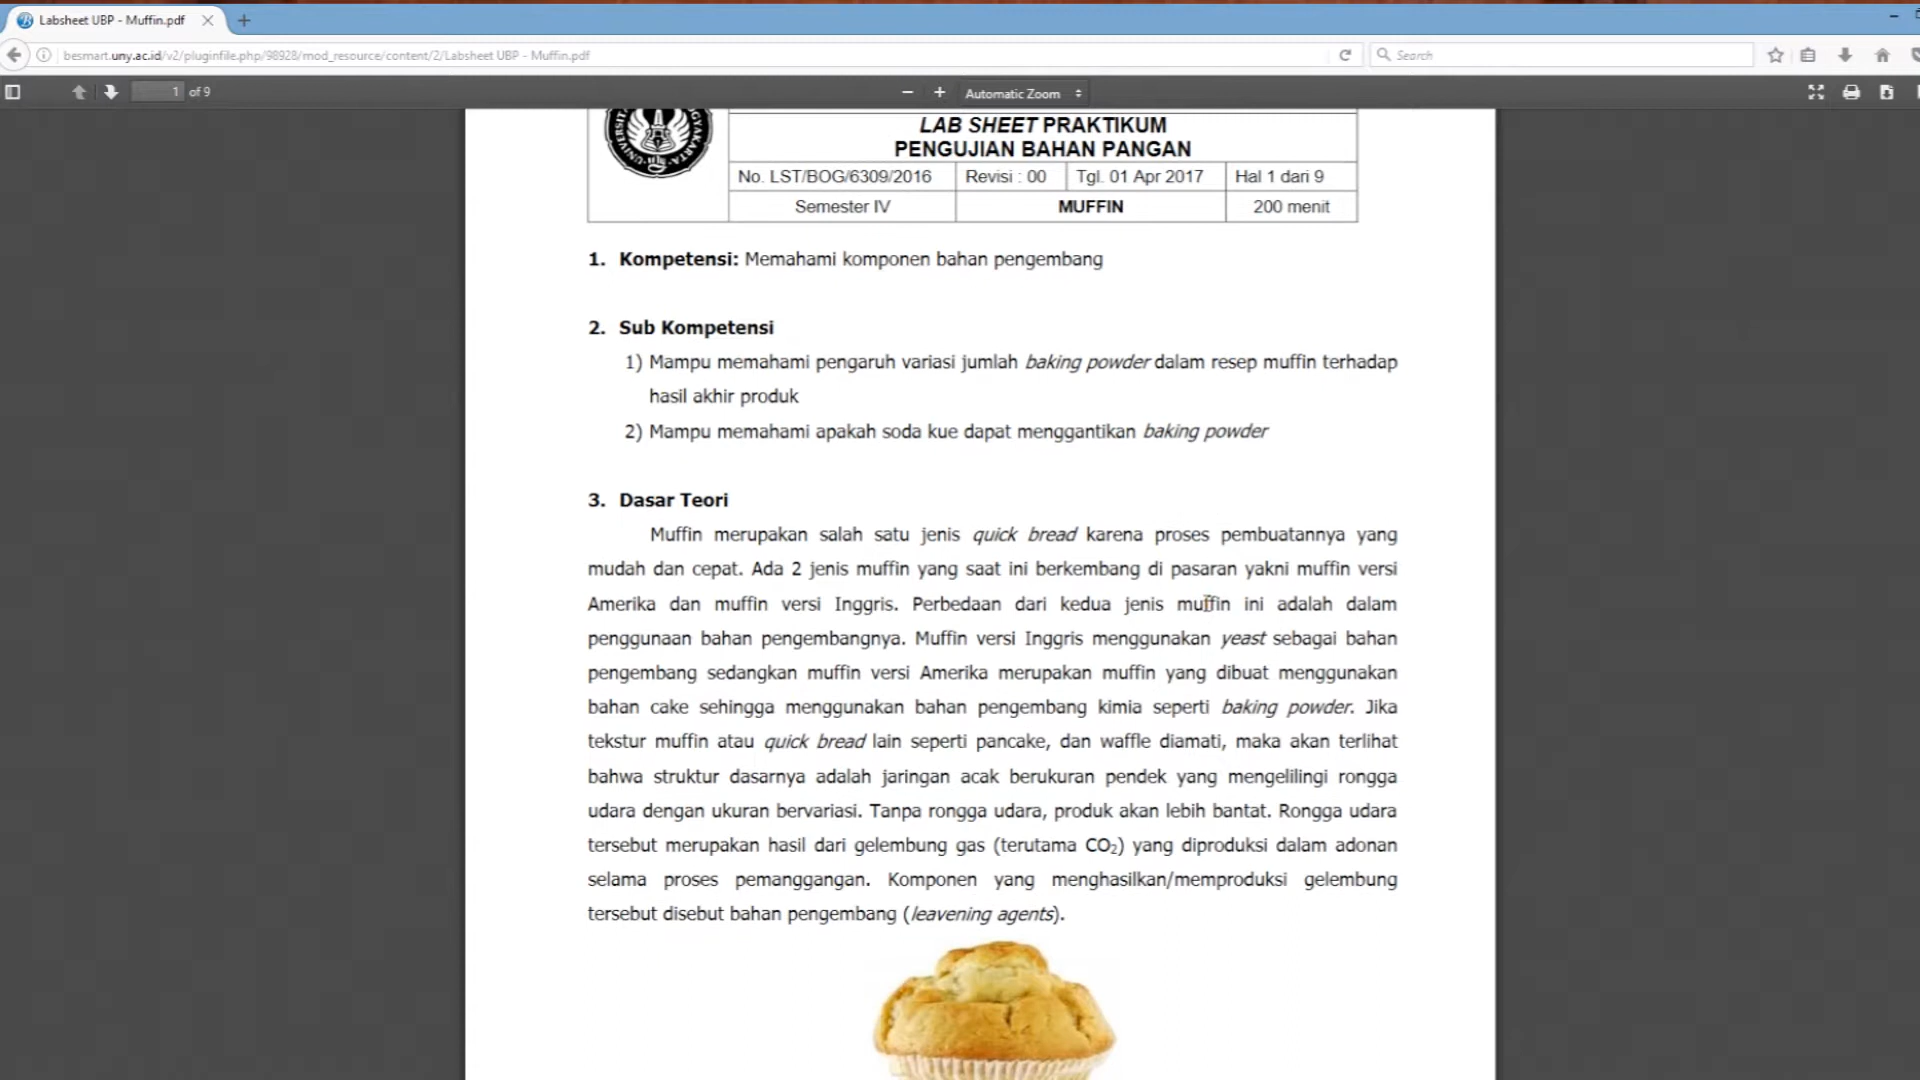 Labsheet UBP - Muffin.pdf
besmart.uny.ac.id/v2/pluginfile.php/98928/mod_resource/content/2/Labsheet UBP - Muffin.pdf
Search
1 of 9
Automatic Zoom
LAB SHEET PRAKTIKUM
PENGUJIAN BAHAN PANGAN
No. LST/BOG/6309/2016 Revisi : 00 Tgl. 01 Apr 2017 Hal 1 dari 9
Semester IV MUFFIN 200 menit
1. Kompetensi: Memahami komponen bahan pengembang
2. Sub Kompetensi
1) Mampu memahami pengaruh variasi jumlah baking powder dalam resep muffin terhadap
hasil akhir produk
2) Mampu memahami apakah soda kue dapat menggantikan baking powder
3. Dasar Teori
Muffin merupakan salah satu jenis quick bread karena proses pembuatannya yang
mudah dan cepat. Ada 2 jenis muffin yang saat ini berkembang di pasaran yakni muffin versi
Amerika dan muffin versi Inggris. Perbedaan dari kedua jenis muffin ini adalah dalam
penggunaan bahan pengembangnya. Muffin versi Inggris menggunakan yeast sebagai bahan
pengembang sedangkan muffin versi Amerika merupakan muffin yang dibuat menggunakan
bahan cake sehingga menggunakan bahan pengembang kimia seperti baking powder. Jika
tekstur muffin atau quick bread lain seperti pancake, dan waffle diamati, maka akan terlihat
bahwa struktur dasarnya adalah jaringan acak berukuran pendek yang mengelilingi rongga
udara dengan ukuran bervariasi. Tanpa rongga udara, produk akan lebih bantat. Rongga udara
tersebut merupakan hasil dari gelembung gas (terutama CO₂) yang diproduksi dalam adonan
selama proses pemanggangan. Komponen yang menghasilkan/memproduksi gelembung
tersebut disebut bahan pengembang (leavening agents).